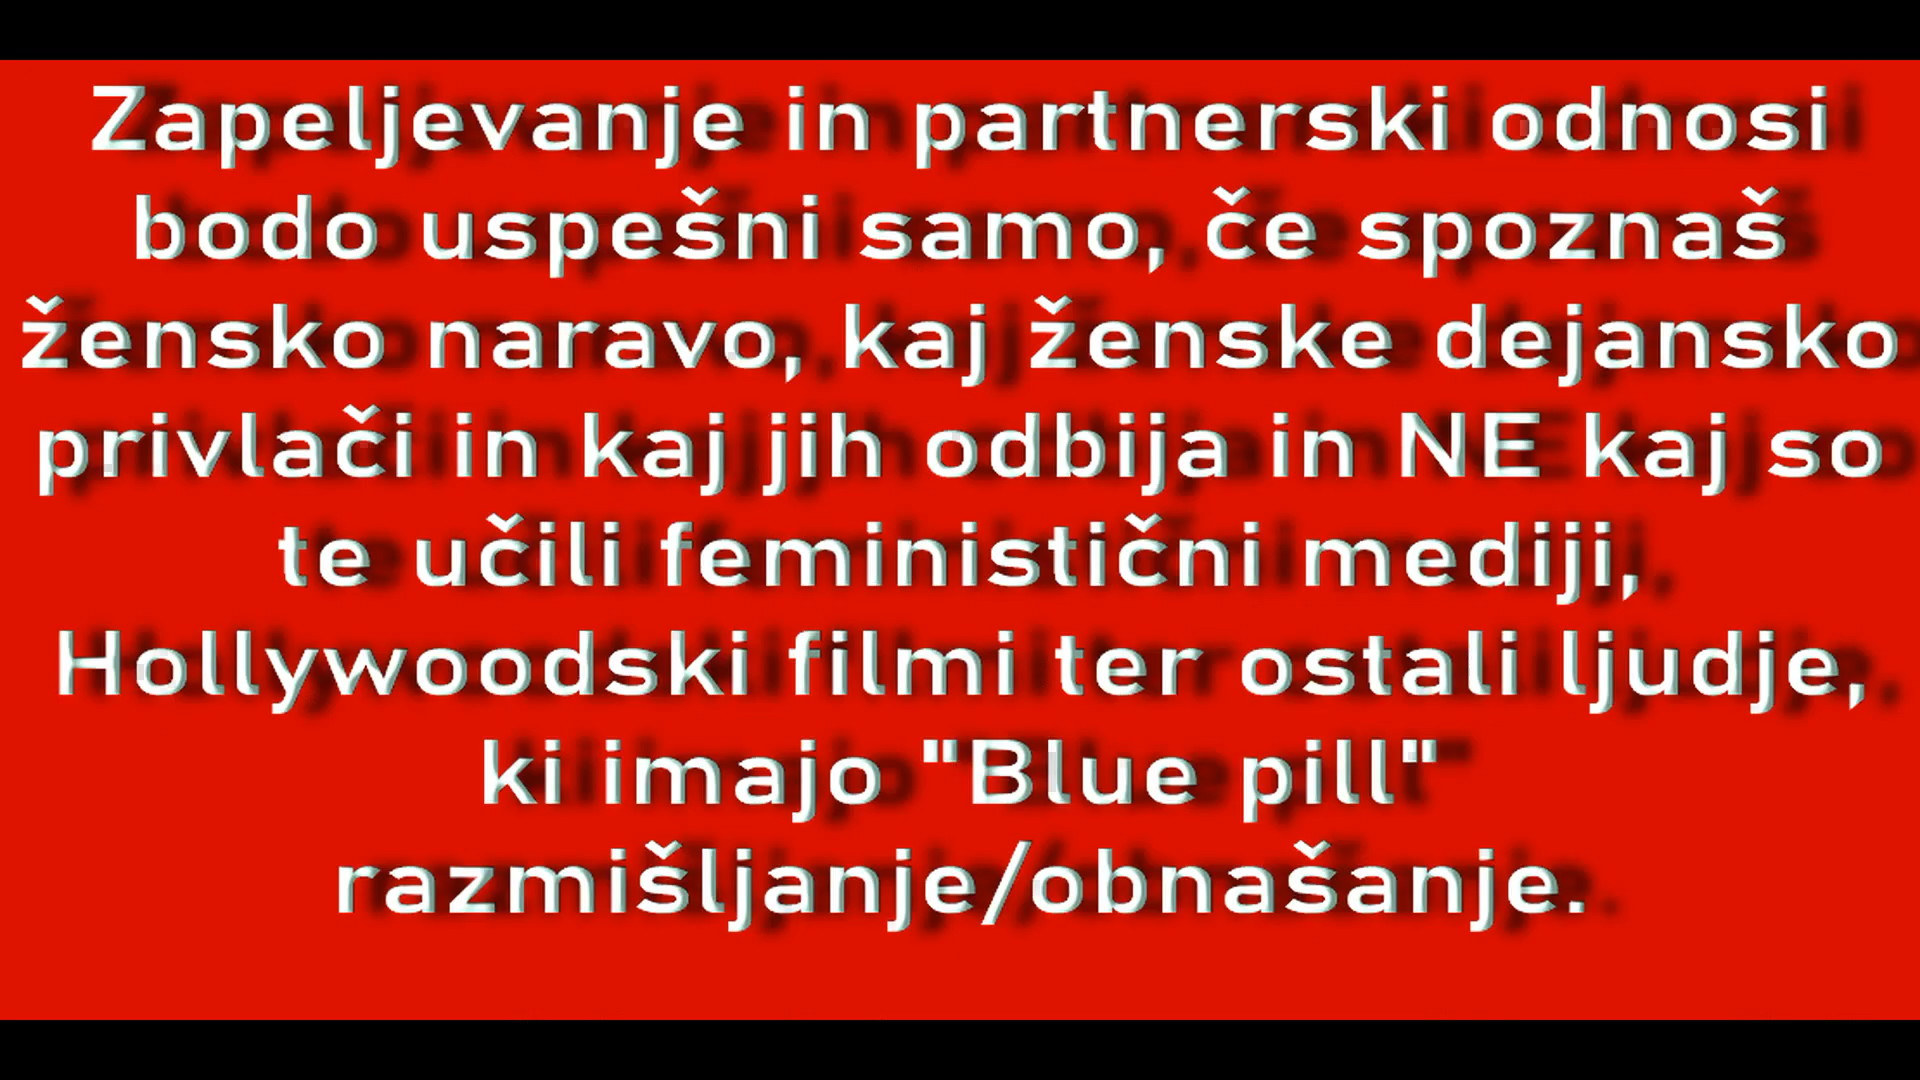 Zapeljevanje in partnerski odnosi
bodo uspešni samo, če spoznaš
žensko naravo, kaj ženske dejansko
privlači in kaj jih odbija in NE kaj so
te učili feministični mediji,
Hollywoodski filmi ter ostali ljudje,
ki imajo "Blue pill"
razmišljanje/obnašanje.